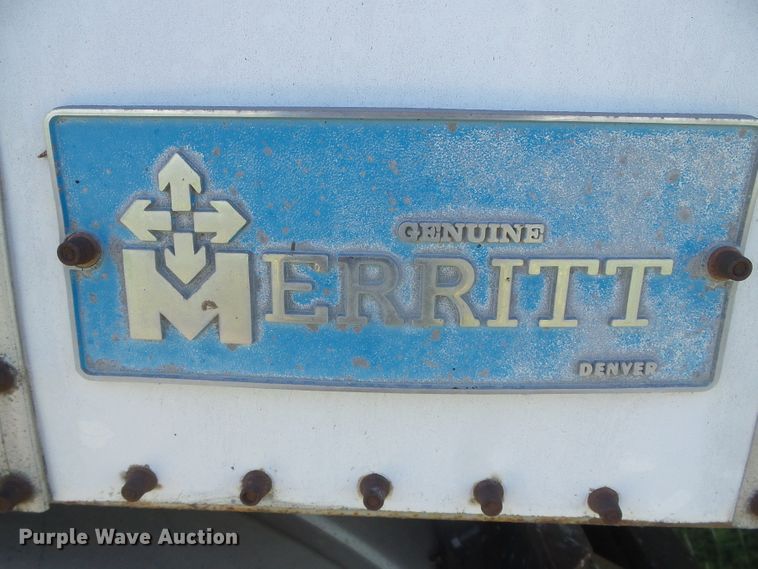 GENUINE
MERRITT
DENVER
Purple Wave Auction